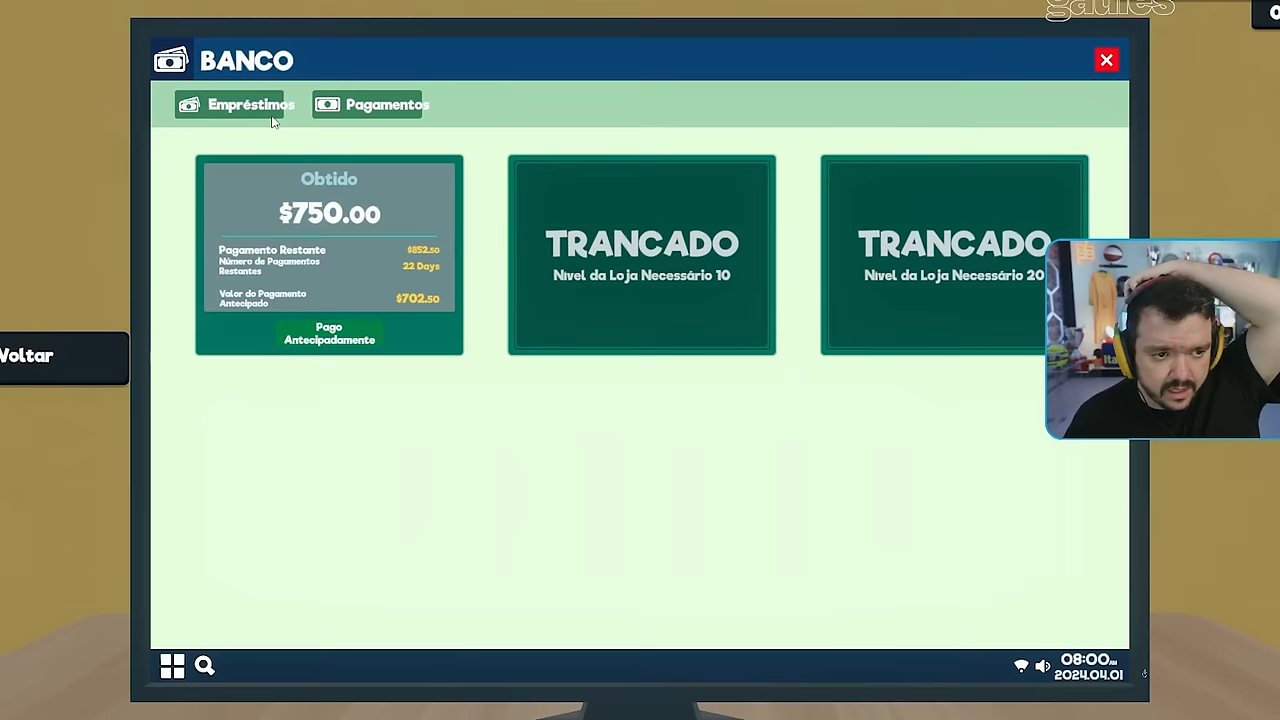 gaules
BANCO
Empréstimos
Pagamentos
Obtido
$750.00
Pagamento Restante
$852.50
Número de Pagamentos
Restantes
22 Days
Valor do Pagamento
Antecipado
$702.50
Pago
Antecipadamente
TRANCADO
Nível da Loja Necessário 10
TRANCADO
Nível da Loja Necessário 20
Voltar
08:00AM
2024.04.01